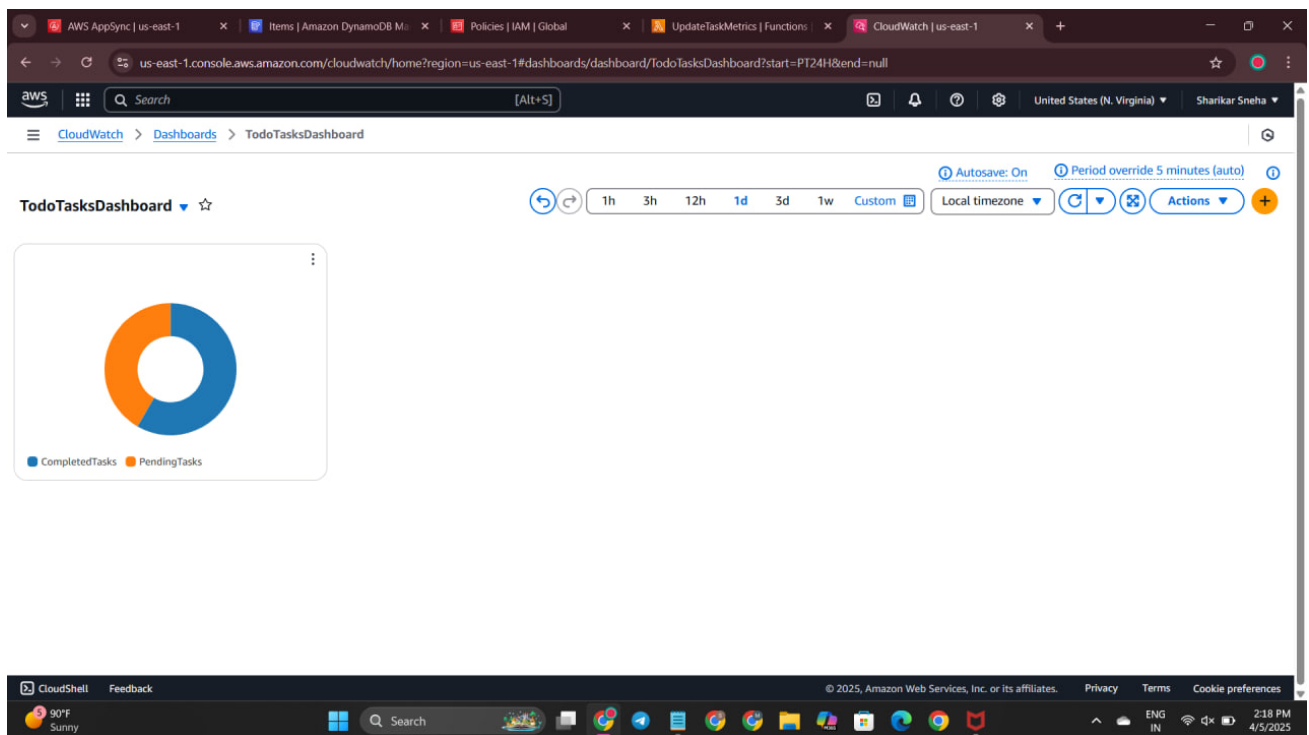 AWS AppSync | us-east-1
Items | Amazon DynamoDB Ma
Policies | IAM | Global
UpdateTaskMetrics | Functions
CloudWatch | us-east-1
us-east-1.console.aws.amazon.com/cloudwatch/home?region=us-east-1#dashboards/dashboard/TodoTasksDashboard?start=PT24H&end=null
aws
Search [Alt+S]
United States (N. Virginia) Sharikar Sneha
CloudWatch > Dashboards > TodoTasksDashboard
Autosave: On Period override 5 minutes (auto)
TodoTasksDashboard
1h 3h 12h 1d 3d 1w Custom Local timezone Actions
CompletedTasks PendingTasks
CloudShell Feedback © 2025, Amazon Web Services, Inc. or its affiliates. Privacy Terms Cookie preferences
5
90°F
Sunny
Search
ENG
IN
2:18 PM
4/5/2025